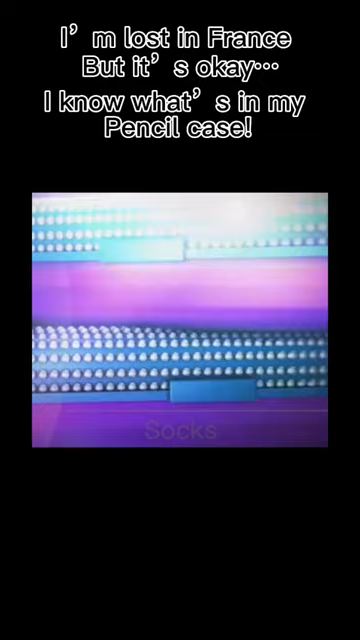 I’m lost in France
But it’s okay…
I know what’s in my
Pencil case!
Socks